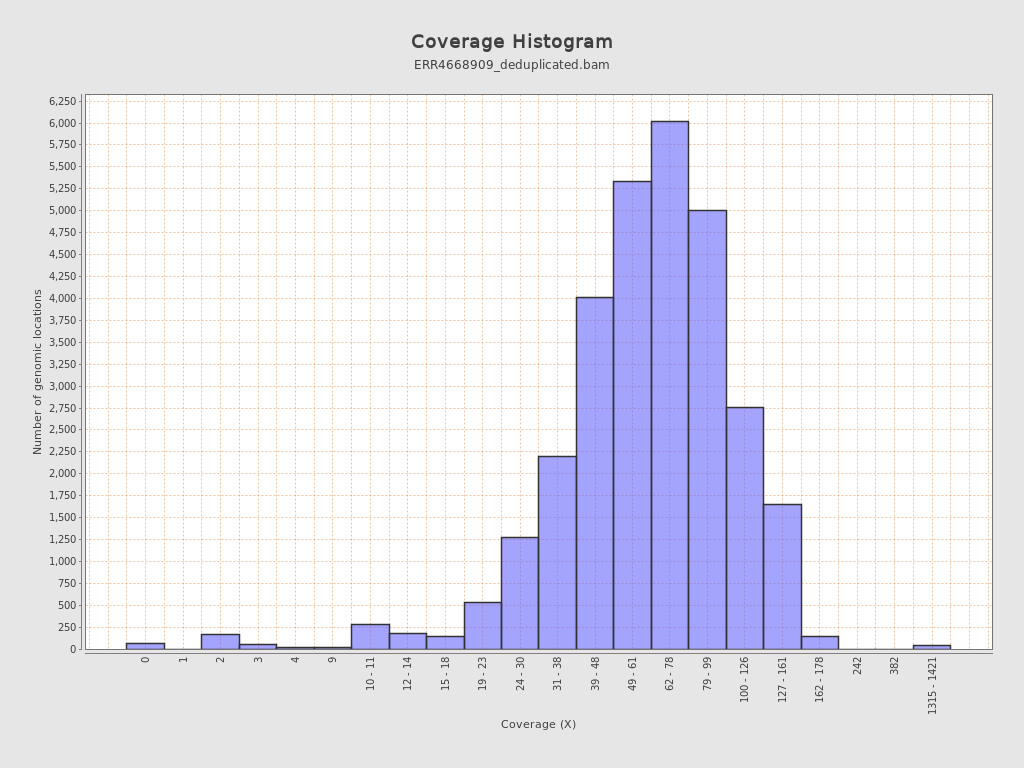 Coverage Histogram
ERR4668909_deduplicated.bam
Number of genomic locations
6,250
6,000
5,750
5,500
5,250
5,000
4,750
4,500
4,250
4,000
3,750
3,500
3,250
3,000
2,750
2,500
2,250
2,000
1,750
1,500
1,250
1,000
750
500
250
0
0
1
2
3
4
9
10 - 11
12 - 14
15 - 18
19 - 23
24 - 30
31 - 38
39 - 48
49 - 61
62 - 78
79 - 99
100 - 126
127 - 161
162 - 178
242
382
1315 - 1421
Coverage (X)